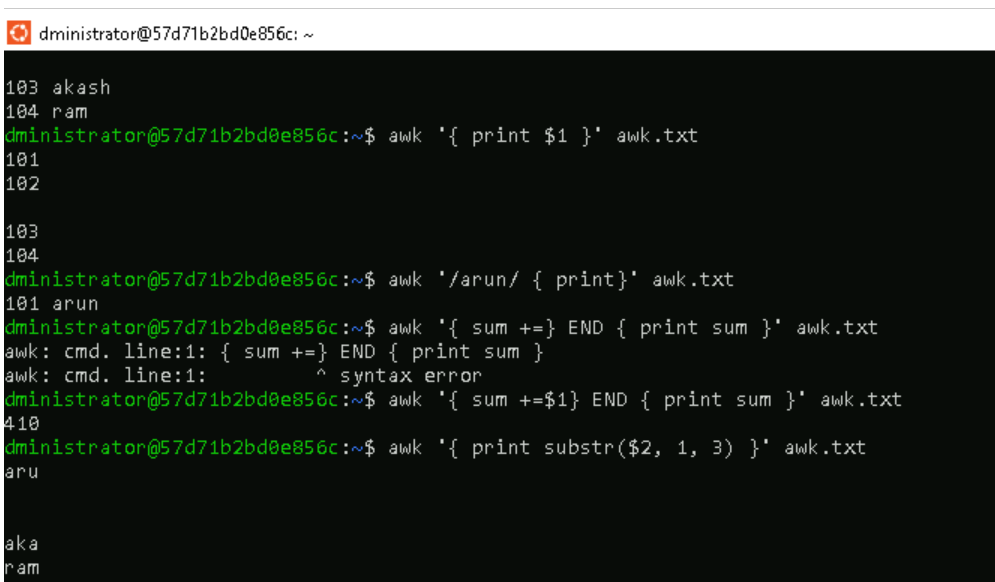 dministrator@57d71b2bd0e856c: ~
103 akash
104 ram
dministrator@57d71b2bd0e856c:~$ awk '{ print $1 }' awk.txt
101
102
103
104
dministrator@57d71b2bd0e856c:~$ awk '/arun/ { print}' awk.txt
101 arun
dministrator@57d71b2bd0e856c:~$ awk '{ sum +=} END { print sum }' awk.txt
awk: cmd. line:1: { sum +=} END { print sum }
awk: cmd. line:1:         ^ syntax error
dministrator@57d71b2bd0e856c:~$ awk '{ sum +=$1} END { print sum }' awk.txt
410
dministrator@57d71b2bd0e856c:~$ awk '{ print substr($2, 1, 3) }' awk.txt
aru
aka
ram